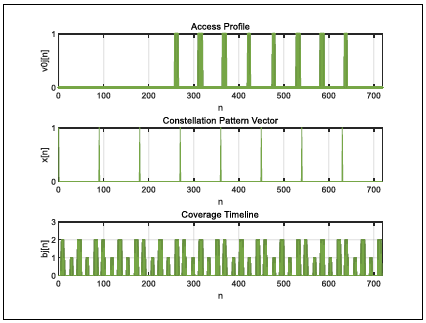 Access Profile
1
0
v0j[n]
0 100 200 300 400 500 600 700
n
Constellation Pattern Vector
1
0
x[n]
0 100 200 300 400 500 600 700
n
Coverage Timeline
3
2
1
0
bj[n]
0 100 200 300 400 500 600 700
n